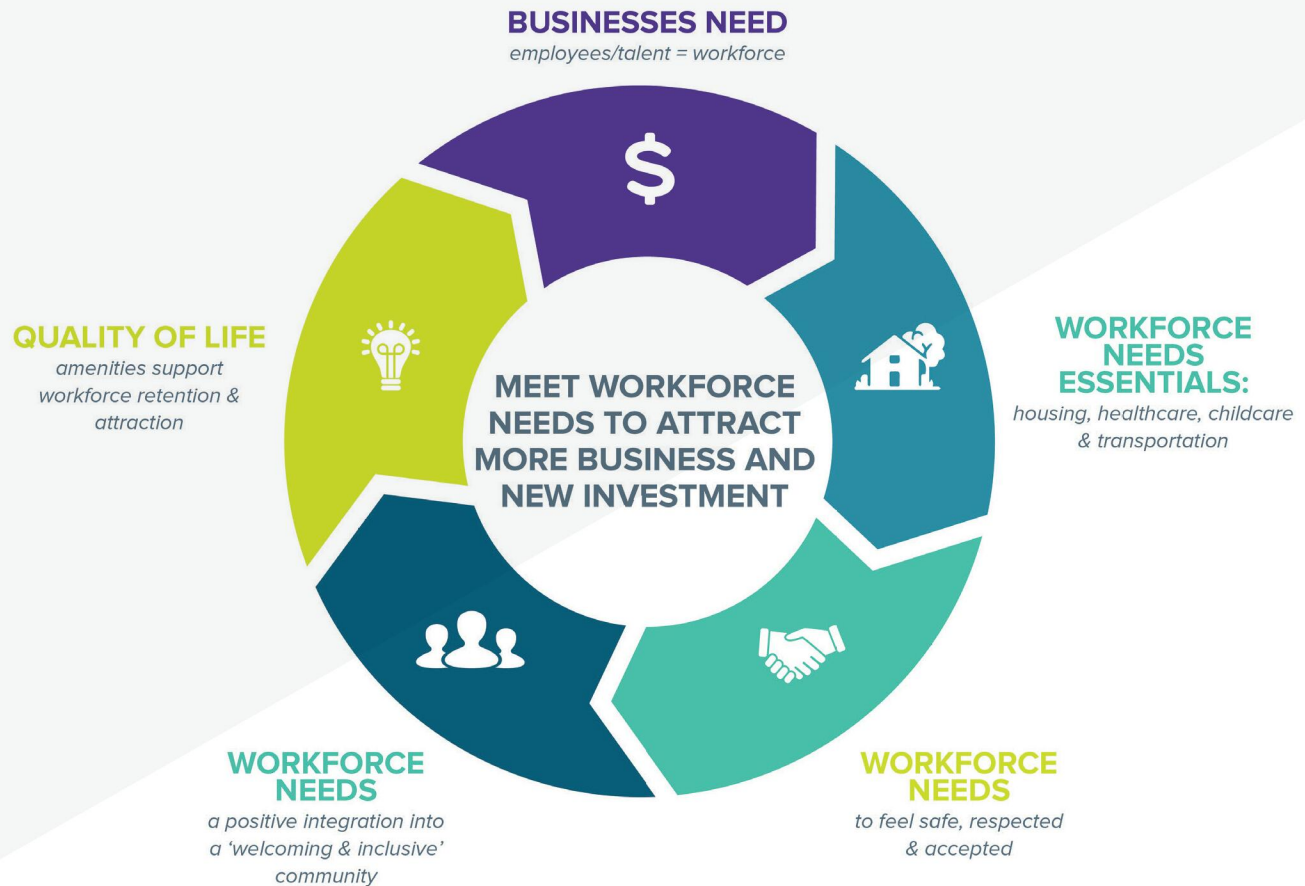 BUSINESSES NEED
employees/talent = workforce
$
WORKFORCE
NEEDS
ESSENTIALS:
housing, healthcare, childcare
& transportation
WORKFORCE
NEEDS
to feel safe, respected
& accepted
WORKFORCE
NEEDS
a positive integration into
a ‘welcoming & inclusive’
community
QUALITY OF LIFE
amenities support
workforce retention &
attraction
MEET WORKFORCE
NEEDS TO ATTRACT
MORE BUSINESS AND
NEW INVESTMENT